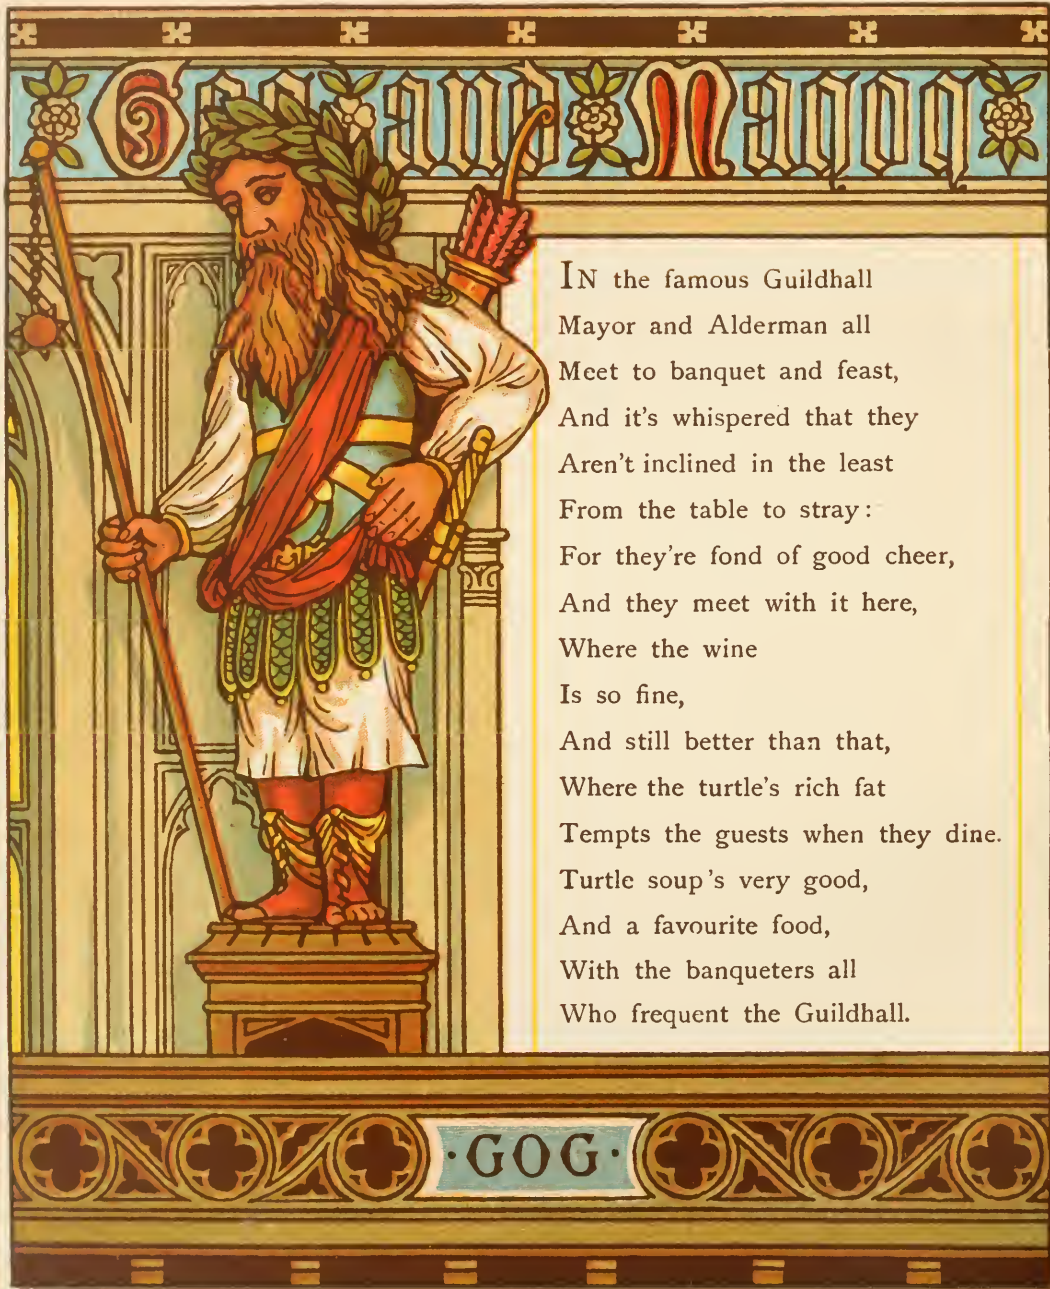 Gog and Magog
IN the famous Guildhall
Mayor and Alderman all
Meet to banquet and feast,
And it's whispered that they
Aren't inclined in the least
From the table to stray :
For they're fond of good cheer,
And they meet with it here,
Where the wine
Is so fine,
And still better than that,
Where the turtle's rich fat
Tempts the guests when they dine.
Turtle soup's very good,
And a favourite food,
With the banqueters all
Who frequent the Guildhall.
·GOG·